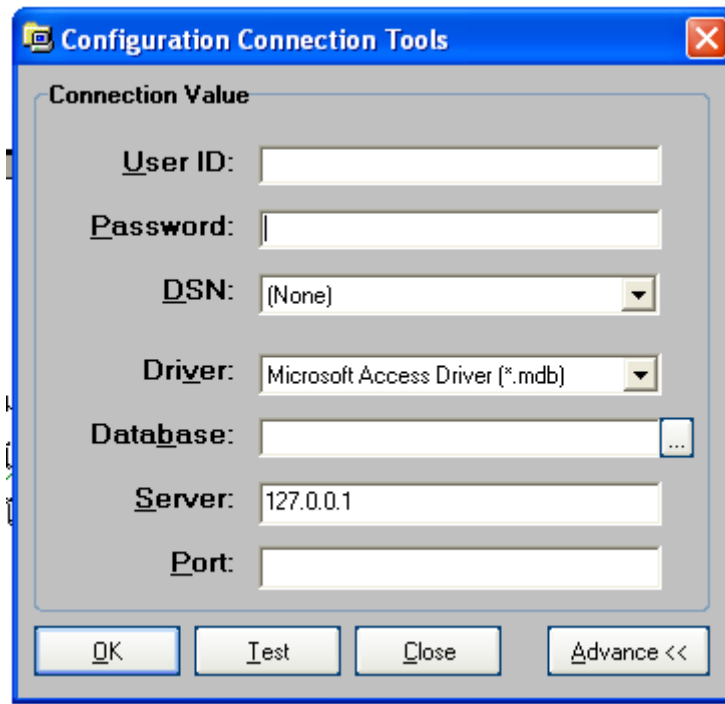 Configuration Connection Tools
Connection Value
User ID:
Password:
DSN: (None)
Driver: Microsoft Access Driver (*.mdb)
Database: ...
Server: 127.0.0.1
Port:
OK Test Close Advance <<